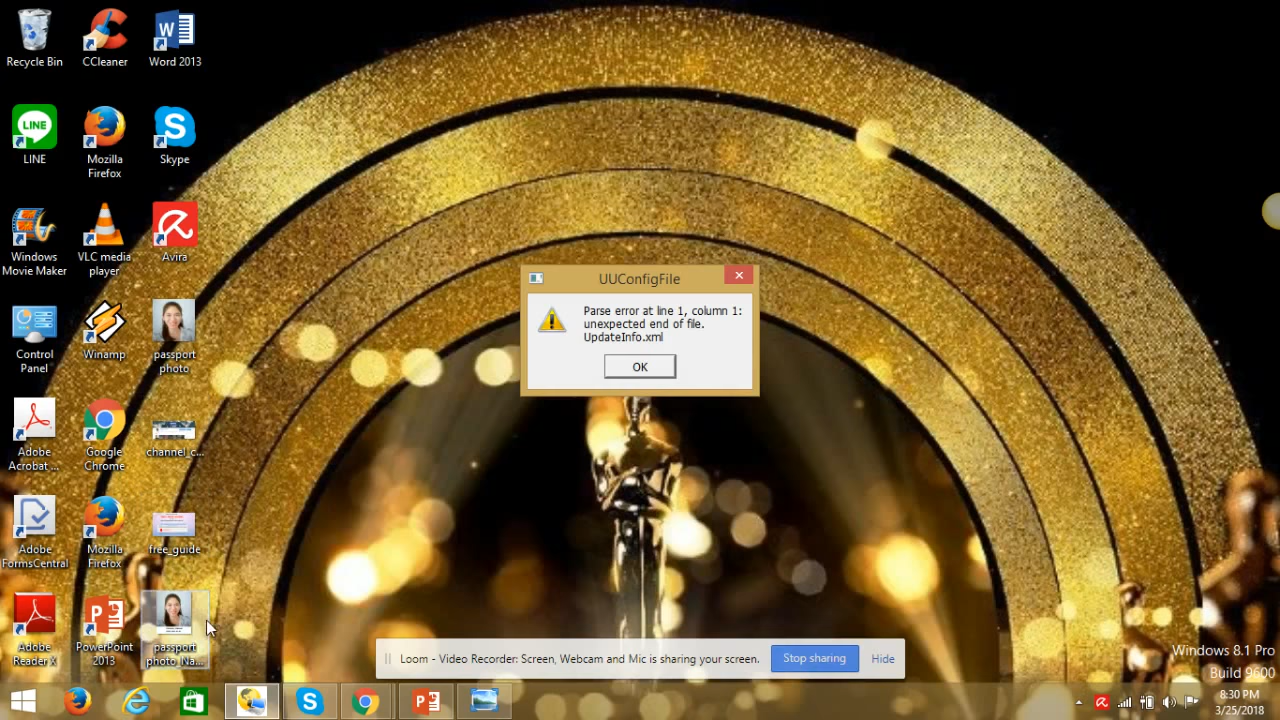 Recycle Bin
CCleaner
Word 2013
LINE
Mozilla
Firefox
Skype
Windows
Movie Maker
VLC media
player
Avira
Control
Panel
Winamp
passport
photo
Adobe
Acrobat ...
Google
Chrome
channel_c...
Adobe
FormsCentral
Mozilla
Firefox
free_guide
Adobe
Reader X
PowerPoint
2013
passport
photo_Na...
UUConfigFile
Parse error at line 1, column 1:
unexpected end of file.
UpdateInfo.xml
OK
Loom - Video Recorder: Screen, Webcam and Mic is sharing your screen.
Stop sharing
Hide
Windows 8.1 Pro
Build 9600
8:30 PM
3/25/2018